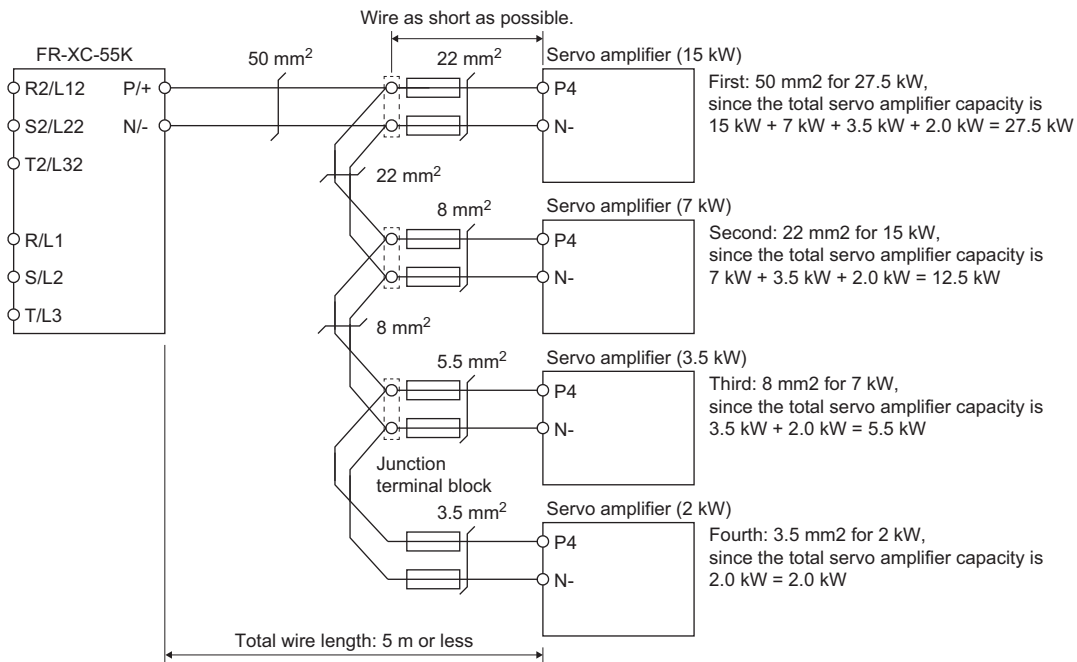 Wire as short as possible.
FR-XC-55K
50 mm2
22 mm2
Servo amplifier (15 kW)
R2/L12
P/+
S2/L22
N/-
T2/L32
R/L1
S/L2
T/L3
P4
N-
First: 50 mm2 for 27.5 kW,
since the total servo amplifier capacity is
15 kW + 7 kW + 3.5 kW + 2.0 kW = 27.5 kW
22 mm2
8 mm2
Servo amplifier (7 kW)
P4
N-
Second: 22 mm2 for 15 kW,
since the total servo amplifier capacity is
7 kW + 3.5 kW + 2.0 kW = 12.5 kW
8 mm2
5.5 mm2
Servo amplifier (3.5 kW)
P4
N-
Third: 8 mm2 for 7 kW,
since the total servo amplifier capacity is
3.5 kW + 2.0 kW = 5.5 kW
Junction
terminal block
3.5 mm2
Servo amplifier (2 kW)
P4
N-
Fourth: 3.5 mm2 for 2 kW,
since the total servo amplifier capacity is
2.0 kW = 2.0 kW
Total wire length: 5 m or less